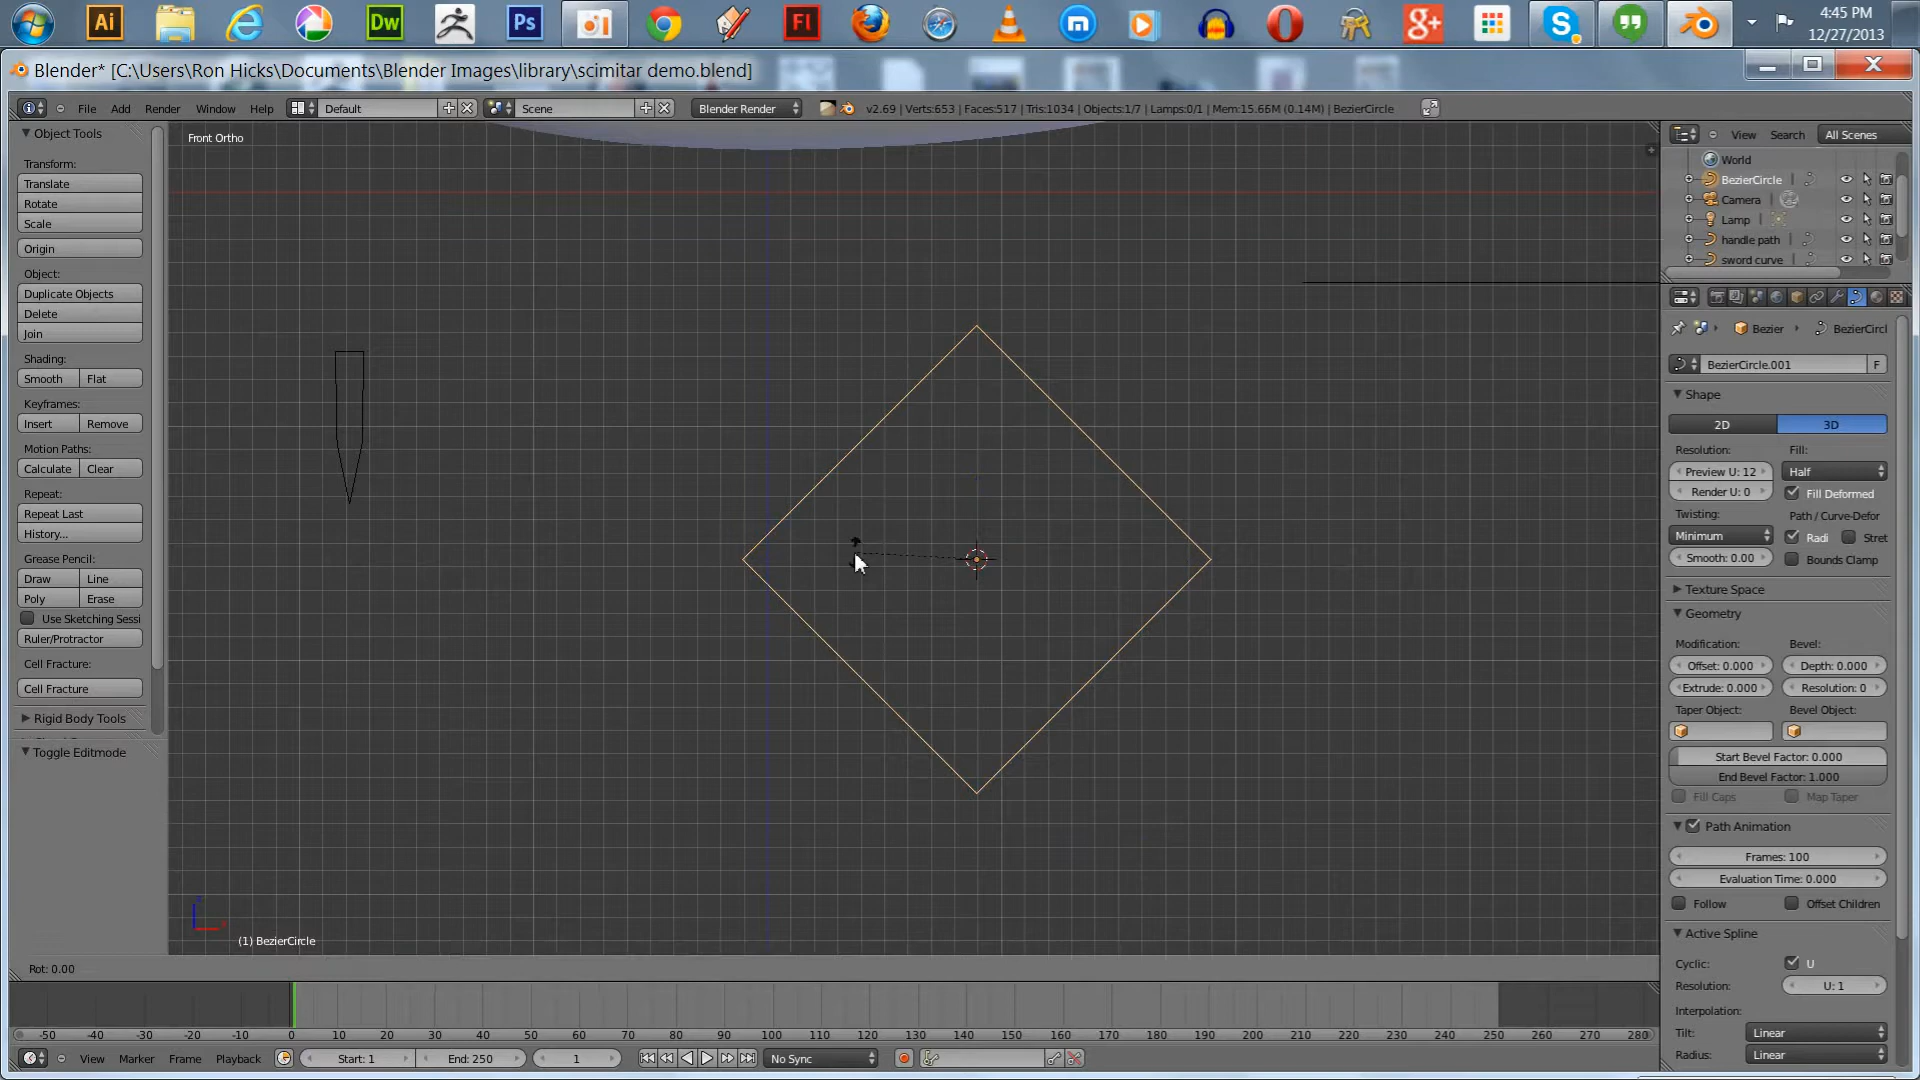 Ai
Dw
Ps
Fl
m
g+
S
4:45 PM
12/27/2013
Blender* [C:\Users\Ron Hicks\Documents\Blender Images\library\scimitar demo.blend]
File Add Render Window Help Default Scene Blender Render v2.69 | Verts:653 | Faces:517 | Tris:1034 | Objects:1/7 | Lamps:0/1 | Mem:15.66M (0.14M) | BezierCircle
Object Tools
Transform:
Translate
Rotate
Scale
Origin
Object:
Duplicate Objects
Delete
Join
Shading:
Smooth Flat
Keyframes:
Insert Remove
Motion Paths:
Calculate Clear
Repeat:
Repeat Last
History...
Grease Pencil:
Draw Line
Poly Erase
Use Sketching Sessi
Ruler/Protractor
Cell Fracture:
Cell Fracture
Rigid Body Tools
Toggle Editmode
Front Ortho
(1) BezierCircle
Rot: 0.00
View Search All Scenes
World
BezierCircle
Camera
Lamp
handle path
sword curve
Bezier BezierCircl
BezierCircle.001 F
Shape
2D 3D
Resolution: Fill:
Preview U: 12 Half
Render U: 0 Fill Deformed
Twisting: Path / Curve-Defor
Minimum Radi Stret
Smooth: 0.00 Bounds Clamp
Texture Space
Geometry
Modification: Bevel:
Offset: 0.000 Depth: 0.000
Extrude: 0.000 Resolution: 0
Taper Object: Bevel Object:
Start Bevel Factor: 0.000
End Bevel Factor: 1.000
Fill Caps Map Taper
Path Animation
Frames: 100
Evaluation Time: 0.000
Follow Offset Children
Active Spline
Cyclic: U
Resolution: U: 1
Interpolation:
Tilt: Linear
Radius: Linear
-50 -40 -30 -20 -10 0 10 20 30 40 50 60 70 80 90 100 110 120 130 140 150 160 170 180 190 200 210 220 230 240 250 260 270 280
View Marker Frame Playback Start: 1 End: 250 1 No Sync